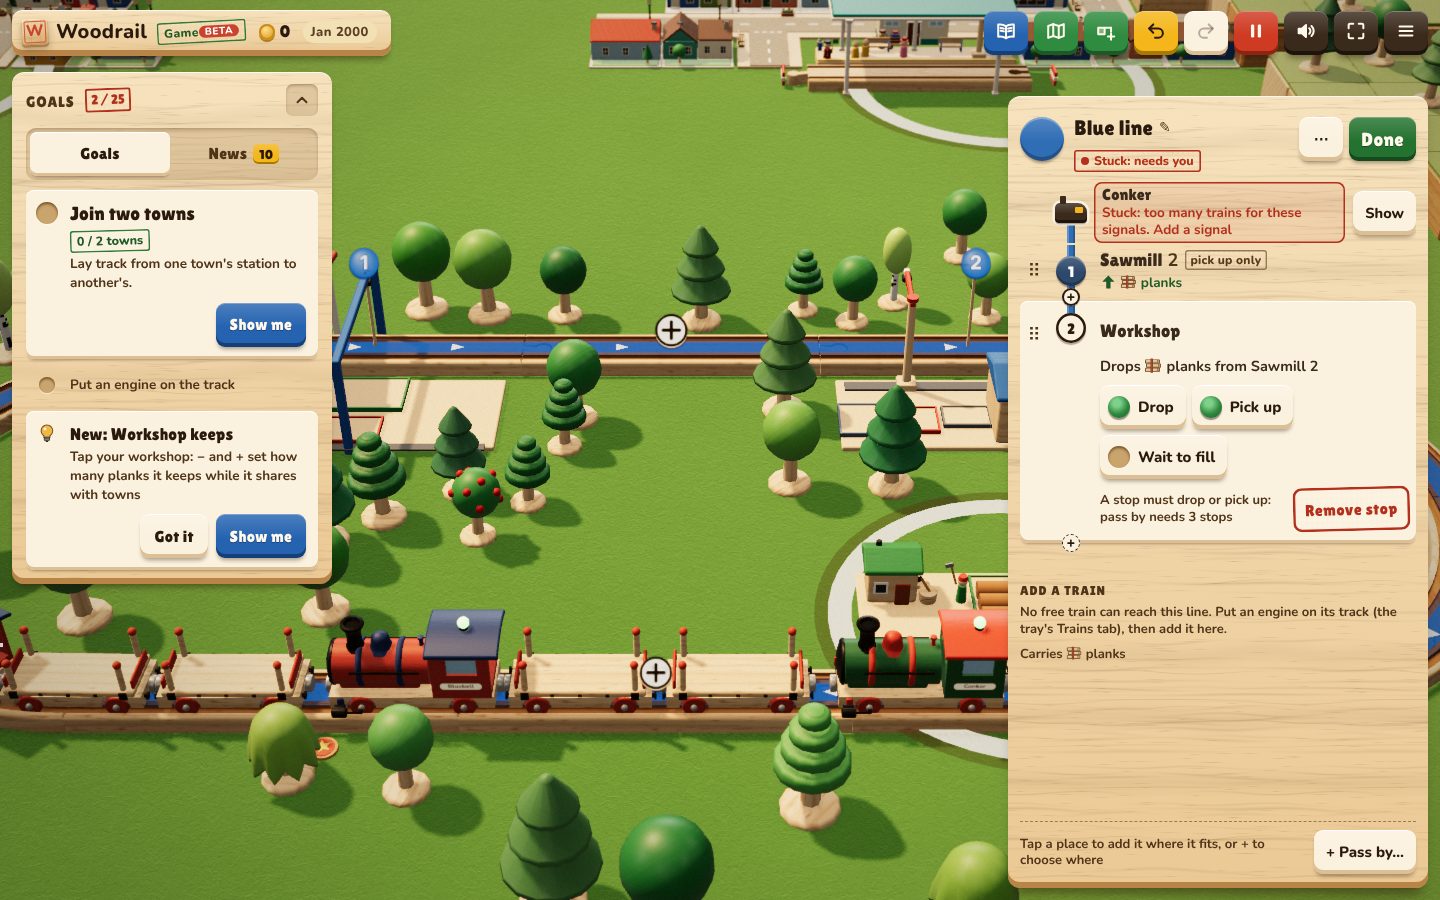 W Woodrail Game BETA 0 Jan 2000
GOALS 2 / 25
Goals News 10
Join two towns
0 / 2 towns
Lay track from one town's station to
another's.
Show me
Put an engine on the track
New: Workshop keeps
Tap your workshop: – and + set how
many planks it keeps while it shares
with towns
Got it Show me
1
2
Woodrail
Conker
Blue line
Stuck: needs you
... Done
Conker
Stuck: too many trains for these
signals. Add a signal
Show
1 Sawmill 2 pick up only
planks
2 Workshop
Drops planks from Sawmill 2
Drop Pick up
Wait to fill
A stop must drop or pick up:
pass by needs 3 stops
Remove stop
ADD A TRAIN
No free train can reach this line. Put an engine on its track (the
tray's Trains tab), then add it here.
Carries planks
Tap a place to add it where it fits, or + to
choose where
+ Pass by...